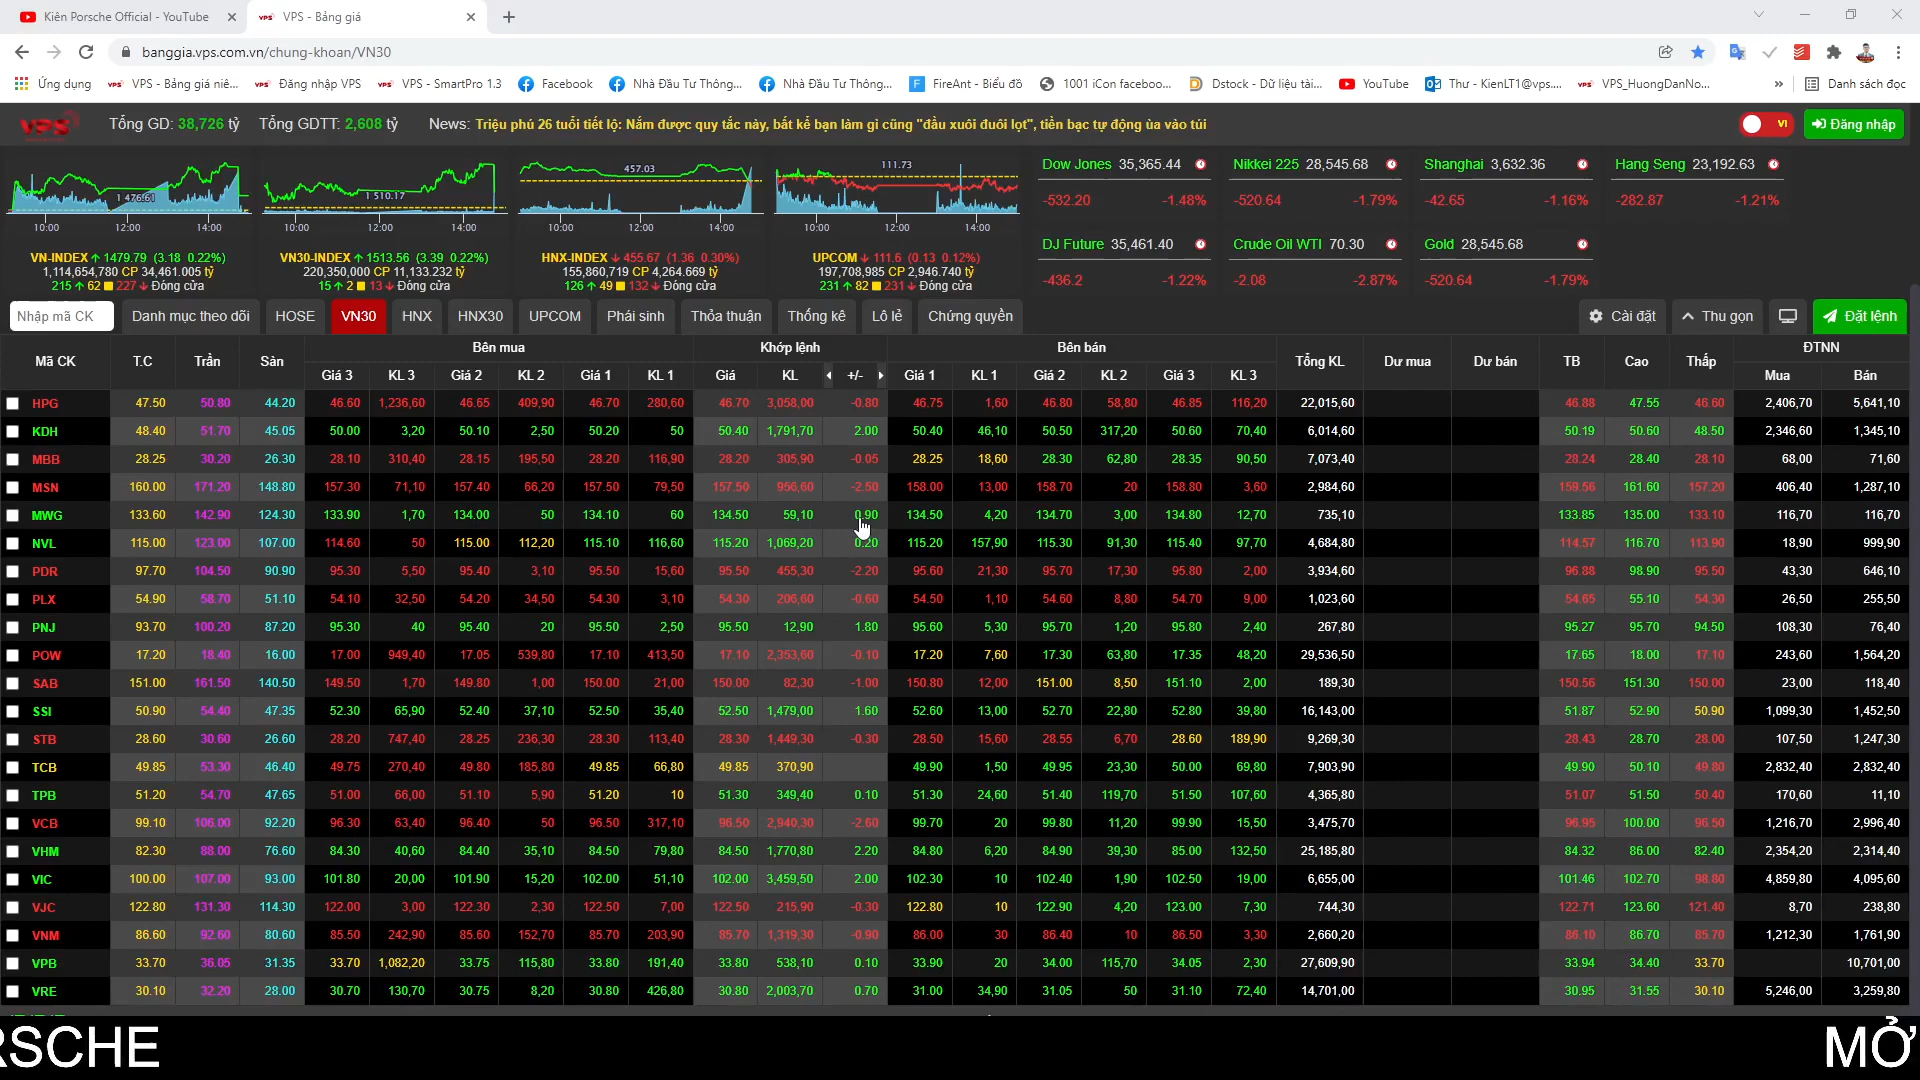 Kiên Porsche Official - YouTube
VPS - Bảng giá
banggia.vps.com.vn/chung-khoan/VN30
Ứng dụng VPS - Bảng giá niê... Đăng nhập VPS VPS - SmartPro 1.3 Facebook Nhà Đầu Tư Thông... Nhà Đầu Tư Thông... FireAnt - Biểu đồ 1001 iCon faceboo... Dstock - Dữ liệu tài... YouTube Thư - KienLT1@vps.... VPS_HuongDanNo... » Danh sách đọc
VPS Tổng GD: 38,726 tỷ Tổng GDTT: 2,608 tỷ News: Triệu phú 26 tuổi tiết lộ: Nắm được quy tắc này, bất kể bạn làm gì cũng "đầu xuôi đuôi lọt", tiền bạc tự động ùa vào túi VI Đăng nhập
1 476.61 1 510.17 457.03 111.73
10:00 12:00 14:00 10:00 12:00 14:00 10:00 12:00 14:00 10:00 12:00 14:00
VN-INDEX 1479.79 (3.18 0.22%)
1,114,654,780 CP 34,461.005 tỷ
215 62 227 Đóng cửa
VN30-INDEX 1513.56 (3.39 0.22%)
220,350,000 CP 11,133.232 tỷ
15 2 13 Đóng cửa
HNX-INDEX 455.67 (1.36 0.30%)
155,860,719 CP 4,264.669 tỷ
126 49 132 Đóng cửa
UPCOM 111.6 (0.13 0.12%)
197,708,985 CP 2,946.740 tỷ
231 82 231 Đóng cửa
Dow Jones 35,365.44
-532.20 -1.48%
Nikkei 225 28,545.68
-520.64 -1.79%
Shanghai 3,632.36
-42.65 -1.16%
Hang Seng 23,192.63
-282.87 -1.21%
DJ Future 35,461.40
-436.2 -1.22%
Crude Oil WTI 70.30
-2.08 -2.87%
Gold 28,545.68
-520.64 -1.79%
Nhập mã CK Danh mục theo dõi HOSE VN30 HNX HNX30 UPCOM Phái sinh Thỏa thuận Thống kê Lô lẻ Chứng quyền Cài đặt Thu gọn Đặt lệnh
Mã CK T.C Trần Sàn Bên mua Khớp lệnh Bên bán Tổng KL Dư mua Dư bán TB Cao Thấp ĐTNN
Giá 3 KL 3 Giá 2 KL 2 Giá 1 KL 1 Giá KL +/- Giá 1 KL 1 Giá 2 KL 2 Giá 3 KL 3 Mua Bán
HPG 47.50 50.80 44.20 46.60 1,236,60 46.65 409,90 46.70 280,60 46.70 3,058,00 -0.80 46.75 1,60 46.80 58,80 46.85 116,20 22,015,60 46.88 47.55 46.60 2,406,70 5,641,10
KDH 48.40 51.70 45.05 50.00 3,20 50.10 2,50 50.20 50 50.40 1,791,70 2.00 50.40 46,10 50.50 317,20 50.60 70,40 6,014,60 50.19 50.60 48.50 2,346,60 1,345,10
MBB 28.25 30.20 26.30 28.10 310,40 28.15 195,50 28.20 116,90 28.20 305,90 -0.05 28.25 18,60 28.30 62,80 28.35 90,50 7,073,40 28.24 28.40 28.10 68,00 71,60
MSN 160.00 171.20 148.80 157.30 71,10 157.40 66,20 157.50 79,50 157.50 956,60 -2.50 158.00 13,00 158.70 20 158.80 3,60 2,984,60 159.56 161.60 157.20 406,40 1,287,10
MWG 133.60 142.90 124.30 133.90 1,70 134.00 50 134.10 60 134.50 59,10 0.90 134.50 4,20 134.70 3,00 134.80 12,70 735,10 133.85 135.00 133.10 116,70 116,70
NVL 115.00 123.00 107.00 114.60 50 115.00 112,20 115.10 116,60 115.20 1,069,20 0.20 115.20 157,90 115.30 91,30 115.40 97,70 4,684,80 114.57 116.70 113.90 18,90 999,90
PDR 97.70 104.50 90.90 95.30 5,50 95.40 3,10 95.50 15,60 95.50 455,30 -2.20 95.60 21,30 95.70 17,30 95.80 2,00 3,934,60 96.88 98.90 95.50 43,30 646,10
PLX 54.90 58.70 51.10 54.10 32,50 54.20 34,50 54.30 3,10 54.30 206,60 -0.60 54.50 1,10 54.60 8,80 54.70 9,00 1,023,60 54.65 55.10 54.30 26,50 255,50
PNJ 93.70 100.20 87.20 95.30 40 95.40 20 95.50 2,50 95.50 12,90 1.80 95.60 5,30 95.70 1,20 95.80 2,40 267,80 95.27 95.70 94.50 108,30 76,40
POW 17.20 18.40 16.00 17.00 949,40 17.05 539,80 17.10 413,50 17.10 2,353,60 -0.10 17.20 7,60 17.30 63,80 17.35 48,20 29,536,50 17.65 18.00 17.10 243,60 1,564,20
SAB 151.00 161.50 140.50 149.50 1,70 149.80 1,00 150.00 21,00 150.00 82,30 -1.00 150.80 12,00 151.00 8,50 151.10 2,00 189,30 150.56 151.30 150.00 23,00 118,40
SSI 50.90 54.40 47.35 52.30 65,90 52.40 37,10 52.50 35,40 52.50 1,479,00 1.60 52.60 13,00 52.70 22,80 52.80 39,80 16,143,00 51.87 52.90 50.90 1,099,30 1,452,50
STB 28.60 30.60 26.60 28.20 747,40 28.25 236,30 28.30 113,40 28.30 1,449,30 -0.30 28.50 15,60 28.55 6,70 28.60 189,90 9,269,30 28.43 28.70 28.00 107,50 1,247,30
TCB 49.85 53.30 46.40 49.75 270,40 49.80 185,80 49.85 66,80 49.85 370,90 49.90 1,50 49.95 23,30 50.00 69,80 7,903,90 49.90 50.10 49.80 2,832,40 2,832,40
TPB 51.20 54.70 47.65 51.00 66,00 51.10 5,90 51.20 10 51.30 349,40 0.10 51.30 24,60 51.40 119,70 51.50 107,60 4,365,80 51.07 51.50 50.40 170,60 11,10
VCB 99.10 106.00 92.20 96.30 63,40 96.40 50 96.50 317,10 96.50 2,940,30 -2.60 99.70 20 99.80 11,20 99.90 15,50 3,475,70 96.95 100.00 96.50 1,216,70 2,996,40
VHM 82.30 88.00 76.60 84.30 40,60 84.40 35,10 84.50 79,80 84.50 1,770,80 2.20 84.80 6,20 84.90 39,30 85.00 132,50 25,185,80 84.32 86.00 82.40 2,354,20 2,314,40
VIC 100.00 107.00 93.00 101.80 20,00 101.90 15,20 102.00 51,10 102.00 3,459,50 2.00 102.30 10 102.40 1,90 102.50 19,00 6,655,00 101.46 102.70 98.80 4,859,80 4,095,60
VJC 122.80 131.30 114.30 122.00 3,00 122.30 2,30 122.50 7,00 122.50 215,90 -0.30 122.80 10 122.90 4,20 123.00 7,30 744,30 122.71 123.60 121.40 8,70 238,80
VNM 86.60 92.60 80.60 85.50 242,90 85.60 152,70 85.70 203,90 85.70 1,319,30 -0.90 86.00 30 86.40 10 86.50 3,30 2,660,20 86.10 86.70 85.70 1,212,30 1,761,90
VPB 33.70 36.05 31.35 33.70 1,082,20 33.75 115,80 33.80 191,40 33.80 538,10 0.10 33.90 20 34.00 115,70 34.05 2,30 27,609,90 33.94 34.40 33.70 10,701,00
VRE 30.10 32.20 28.00 30.70 130,70 30.75 8,20 30.80 426,80 30.80 2,003,70 0.70 31.00 34,90 31.05 50 31.10 72,40 14,701,00 30.95 31.55 30.10 5,246,00 3,259,80
RSCHE MỞ